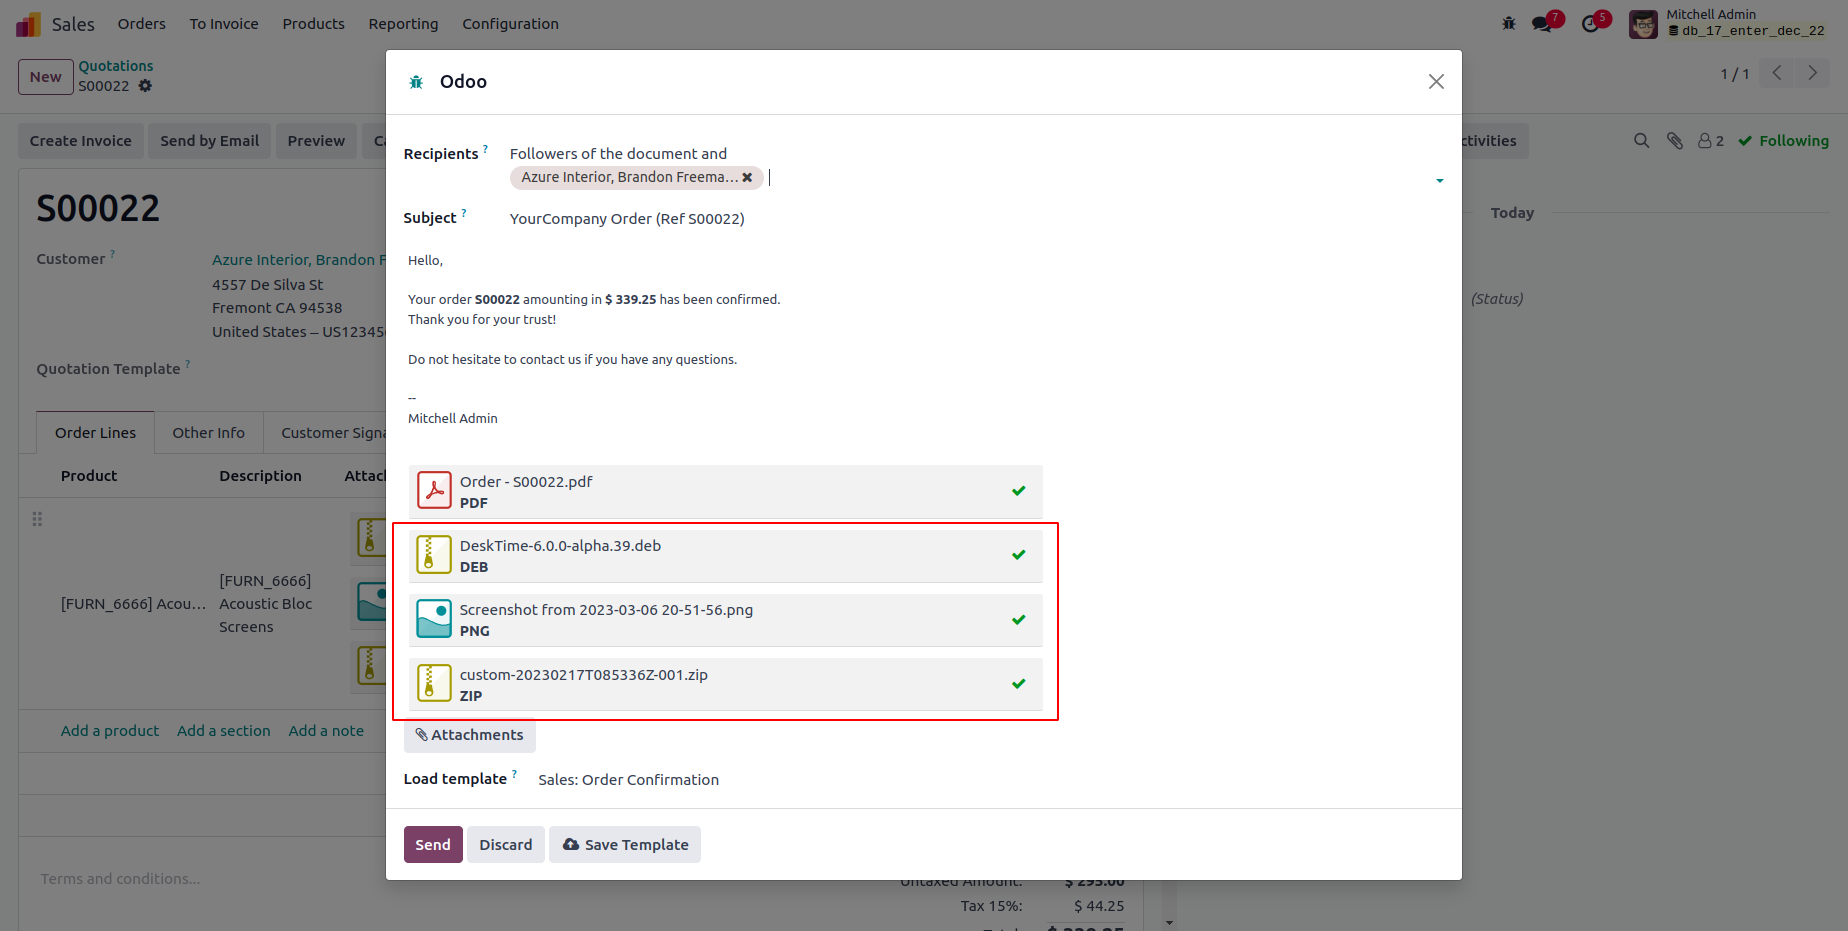 Sales Orders To Invoice Products Reporting Configuration
7 5 Mitchell Admin
db_17_enter_dec_22
New Quotations
S00022
1 / 1
Create Invoice Send by Email Preview
2 Following
S00022
Customer ?
Azure Interior, Brandon F
4557 De Silva St
Fremont CA 94538
United States – US12345
Quotation Template ?
Order Lines Other Info Customer Signa
Product Description Attac
[FURN_6666] Acou...
[FURN_6666]
Acoustic Bloc
Screens
Add a product Add a section Add a note
Terms and conditions...
Odoo
Recipients ? Followers of the document and
Azure Interior, Brandon Freema...
Subject ? YourCompany Order (Ref S00022)
Hello,
Your order S00022 amounting in $ 339.25 has been confirmed.
Thank you for your trust!
Do not hesitate to contact us if you have any questions.
--
Mitchell Admin
Order - S00022.pdf
PDF
DeskTime-6.0.0-alpha.39.deb
DEB
Screenshot from 2023-03-06 20-51-56.png
PNG
custom-20230217T085336Z-001.zip
ZIP
Attachments
Load template ? Sales: Order Confirmation
Send Discard Save Template
ctivities
Today
(Status)
Untaxed Amount: $ 295.00
Tax 15%: $ 44.25